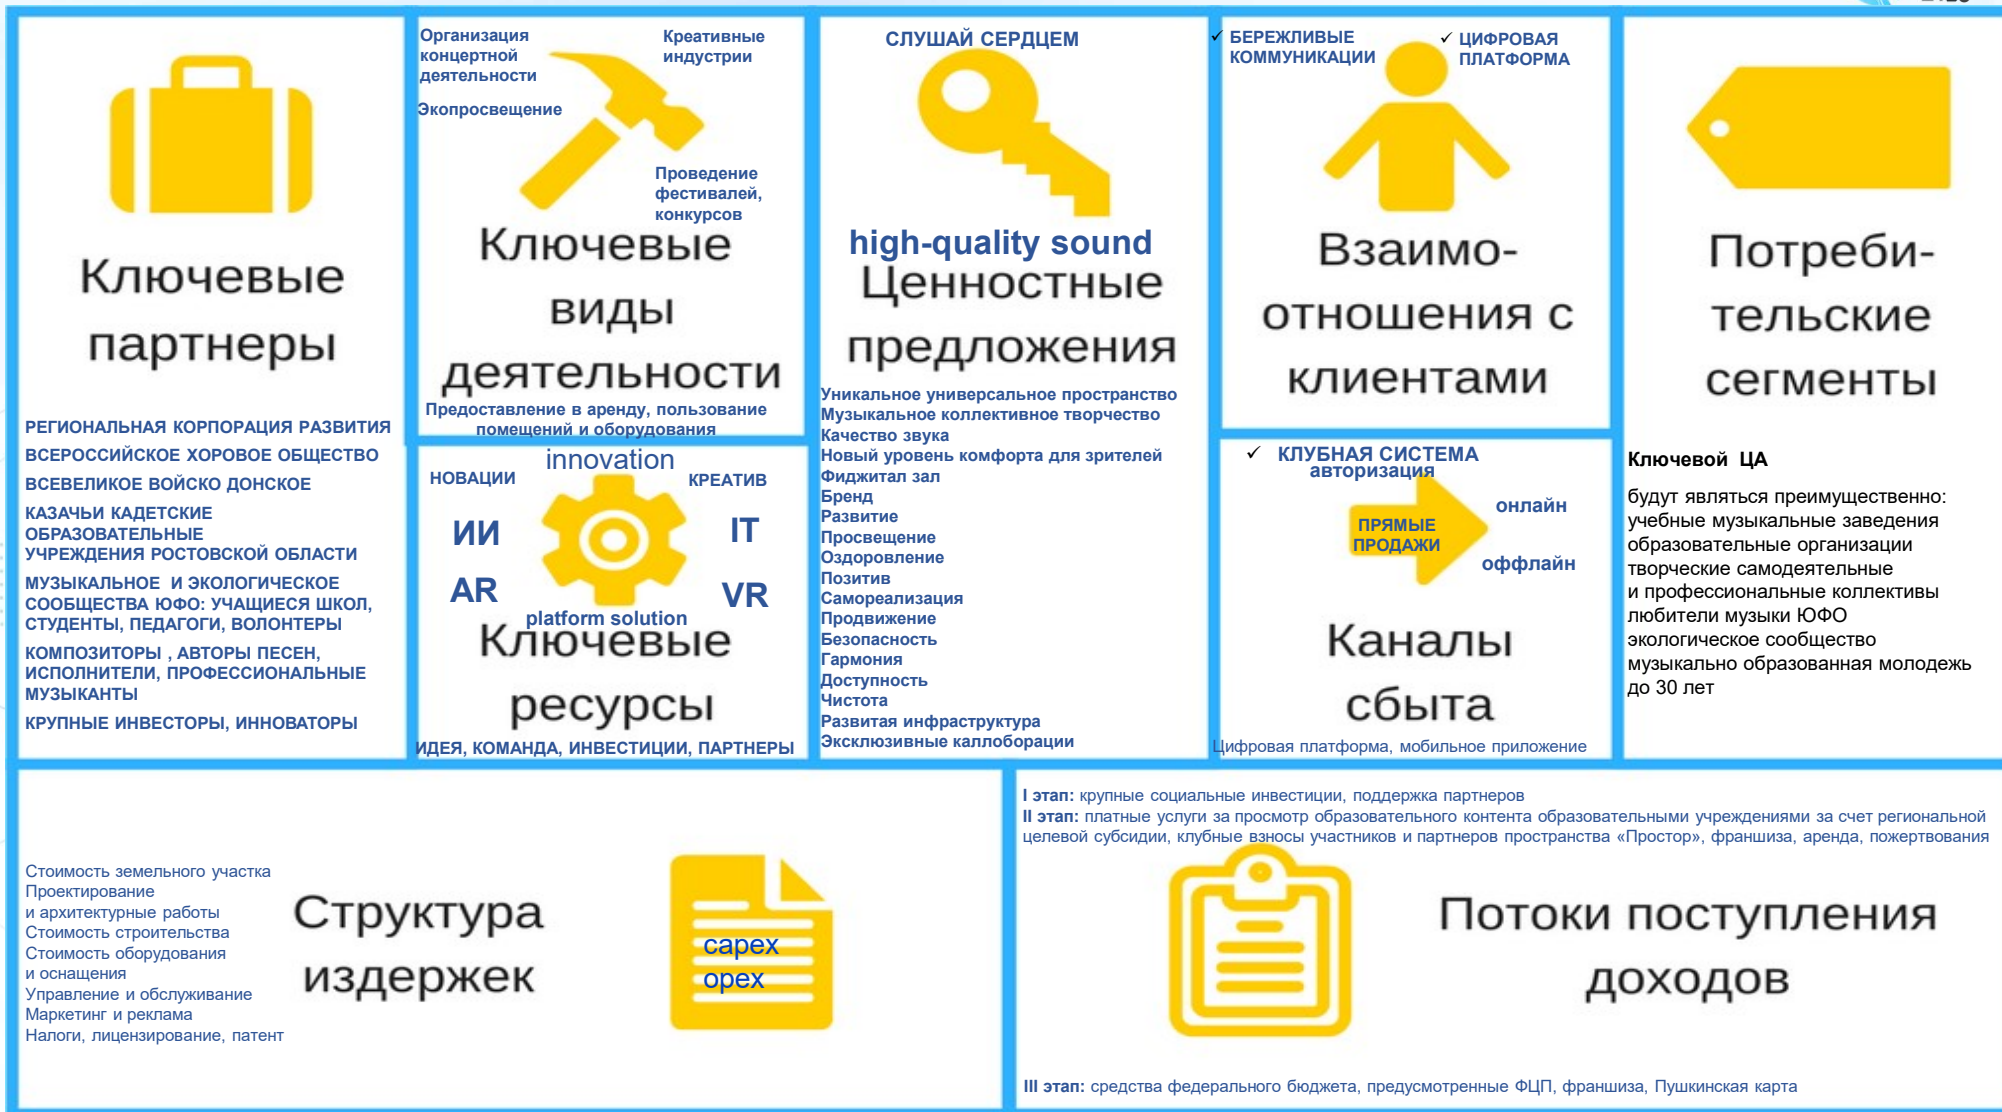 Ключевые
партнеры
РЕГИОНАЛЬНАЯ КОРПОРАЦИЯ РАЗВИТИЯ
ВСЕРОССИЙСКОЕ ХОРОВОЕ ОБЩЕСТВО
ВСЕВЕЛИКОЕ ВОЙСКО ДОНСКОЕ
КАЗАЧЬИ КАДЕТСКИЕ
ОБРАЗОВАТЕЛЬНЫЕ
УЧРЕЖДЕНИЯ РОСТОВСКОЙ ОБЛАСТИ
МУЗЫКАЛЬНОЕ И ЭКОЛОГИЧЕСКОЕ
СООБЩЕСТВА ЮФО: УЧАЩИЕСЯ ШКОЛ,
СТУДЕНТЫ, ПЕДАГОГИ, ВОЛОНТЕРЫ
КОМПОЗИТОРЫ , АВТОРЫ ПЕСЕН,
ИСПОЛНИТЕЛИ, ПРОФЕССИОНАЛЬНЫЕ
МУЗЫКАНТЫ
КРУПНЫЕ ИНВЕСТОРЫ, ИННОВАТОРЫ
Организация
концертной
деятельности
Креативные
индустрии
Экопросвещение
Проведение
фестивалей,
конкурсов
Ключевые
виды
деятельности
Предоставление в аренду, пользование
помещений и оборудования
innovation
НОВАЦИИ
КРЕАТИВ
ИИ
IT
AR
VR
platform solution
Ключевые
ресурсы
ИДЕЯ, КОМАНДА, ИНВЕСТИЦИИ, ПАРТНЕРЫ
СЛУШАЙ СЕРДЦЕМ
high-quality sound
Ценностные
предложения
Уникальное универсальное пространство
Музыкальное коллективное творчество
Качество звука
Новый уровень комфорта для зрителей
Фиджитал зал
Бренд
Развитие
Просвещение
Оздоровление
Позитив
Самореализация
Продвижение
Безопасность
Гармония
Доступность
Чистота
Развитая инфраструктура
Эксклюзивные каллоборации
✓ БЕРЕЖЛИВЫЕ
КОММУНИКАЦИИ
✓ ЦИФРОВАЯ
ПЛАТФОРМА
Взаимо-
отношения с
клиентами
✓ КЛУБНАЯ СИСТЕМА
авторизация
онлайн
ПРЯМЫЕ
ПРОДАЖИ
оффлайн
Каналы
сбыта
Цифровая платформа, мобильное приложение
Потреби-
тельские
сегменты
Ключевой ЦА
будут являться преимущественно:
учебные музыкальные заведения
образовательные организации
творческие самодеятельные
и профессиональные коллективы
любители музыки ЮФО
экологическое сообщество
музыкально образованная молодежь
до 30 лет
Стоимость земельного участка
Проектирование
и архитектурные работы
Стоимость строительства
Стоимость оборудования
и оснащения
Управление и обслуживание
Маркетинг и реклама
Налоги, лицензирование, патент
Структура
издержек
capex
opex
I этап: крупные социальные инвестиции, поддержка партнеров
II этап: платные услуги за просмотр образовательного контента образовательными учреждениями за счет региональной
целевой субсидии, клубные взносы участников и партнеров пространства «Простор», франшиза, аренда, пожертвования
Потоки поступления
доходов
III этап: средства федерального бюджета, предусмотренные ФЦП, франшиза, Пушкинская карта